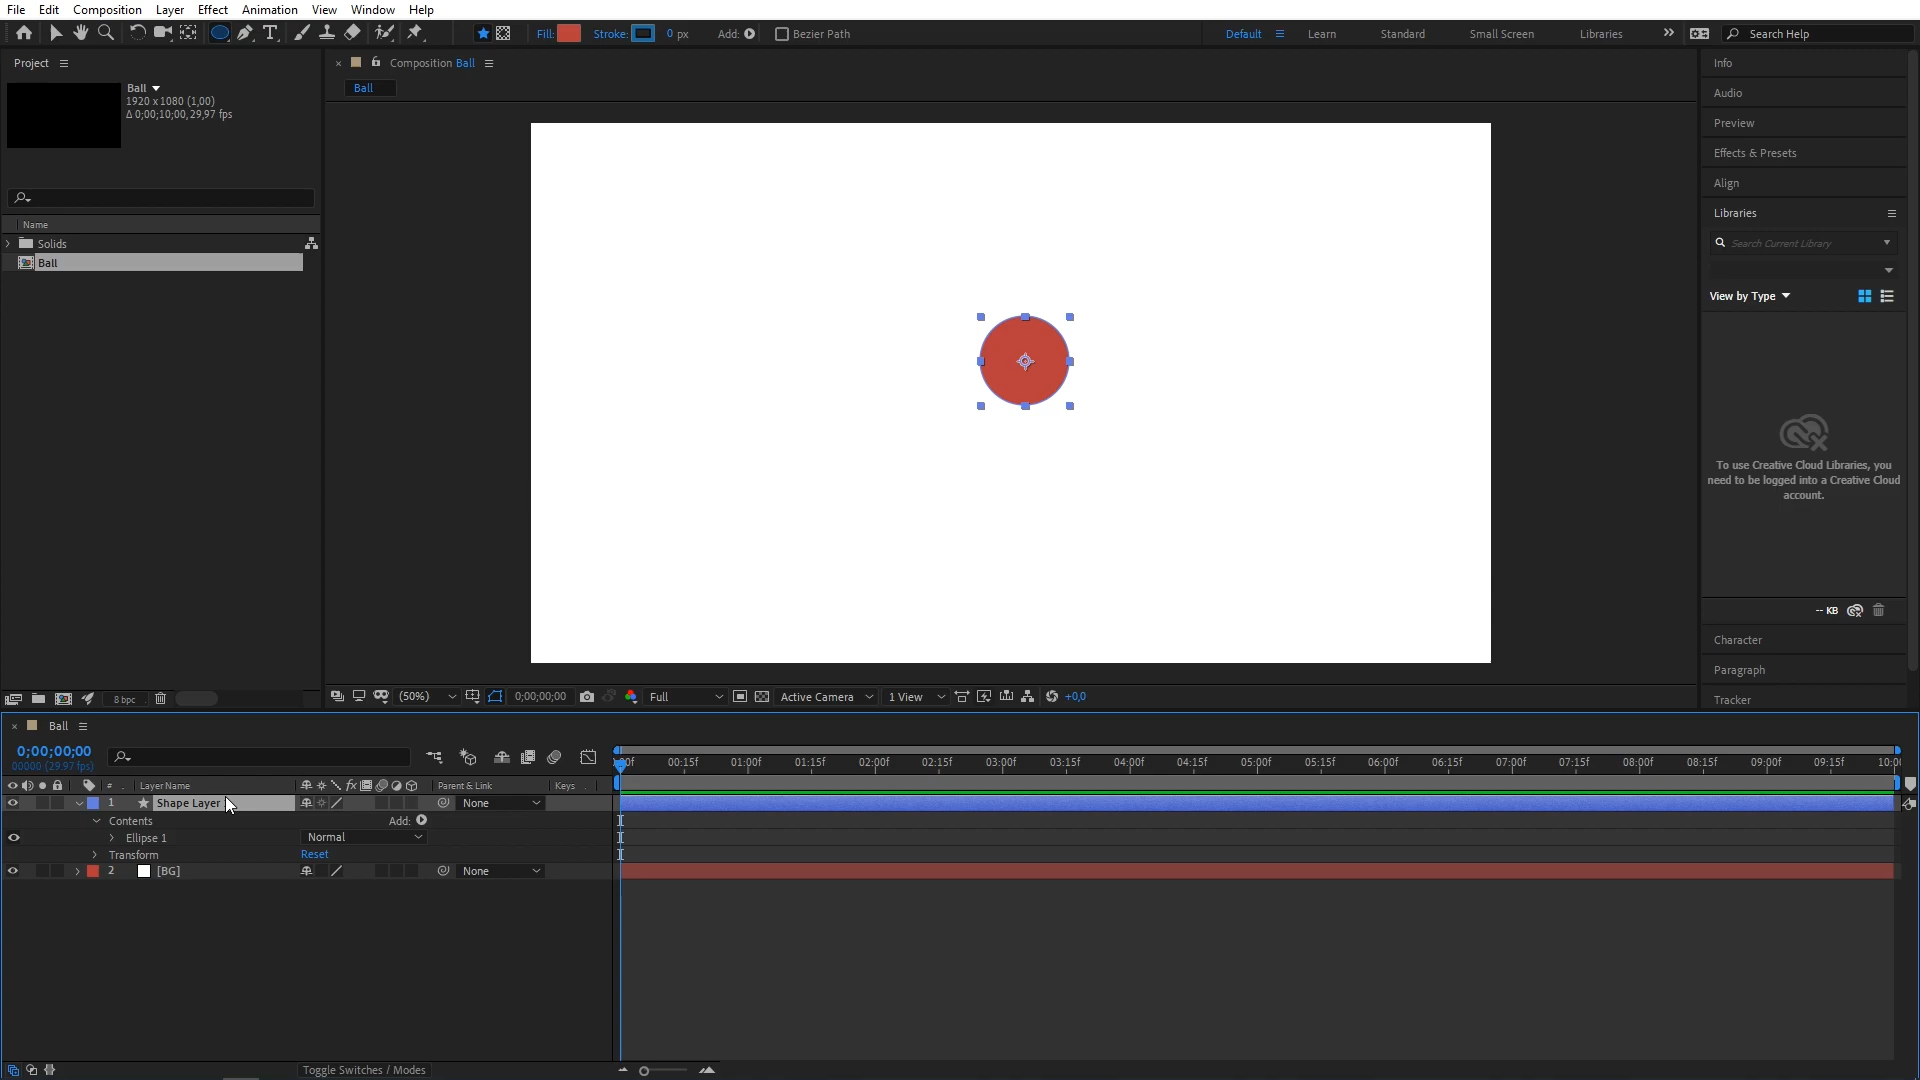 File Edit Composition Layer Effect Animation View Window Help
Fill: Stroke: 0 px Add: Bezier Path Default Learn Standard Small Screen Libraries Search Help
Project
Ball
1920 x 1080 (1,00)
Δ 0;00;10;00, 29,97 fps
Name
Solids
Ball
8 bpc
Composition Ball
Ball
(50%) 0;00;00;00 Full Active Camera 1 View +0,0
Info
Audio
Preview
Effects & Presets
Align
Libraries
Search Current Library
View by Type
To use Creative Cloud Libraries, you
need to be logged into a Creative Cloud
account.
-- KB
Character
Paragraph
Tracker
Ball
0;00;00;00
00000 (29.97 fps)
# Layer Name Parent & Link Keys
1 Shape Layer None
Contents Add:
Ellipse 1 Normal
Transform Reset
2 [BG] None
00:15f 01:00f 01:15f 02:00f 02:15f 03:00f 03:15f 04:00f 04:15f 05:00f 05:15f 06:00f 06:15f 07:00f 07:15f 08:00f 08:15f 09:00f 09:15f
Toggle Switches / Modes